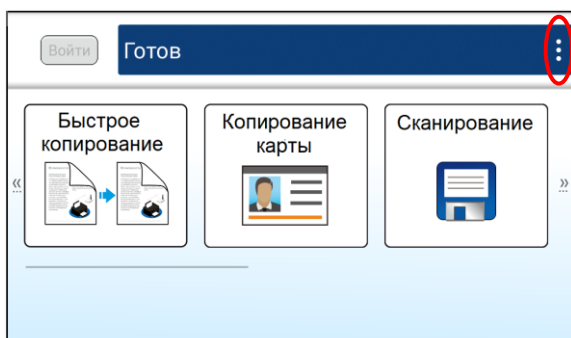 Войти
Готов
Быстрое
копирование
Копирование
карты
Сканирование
«
»